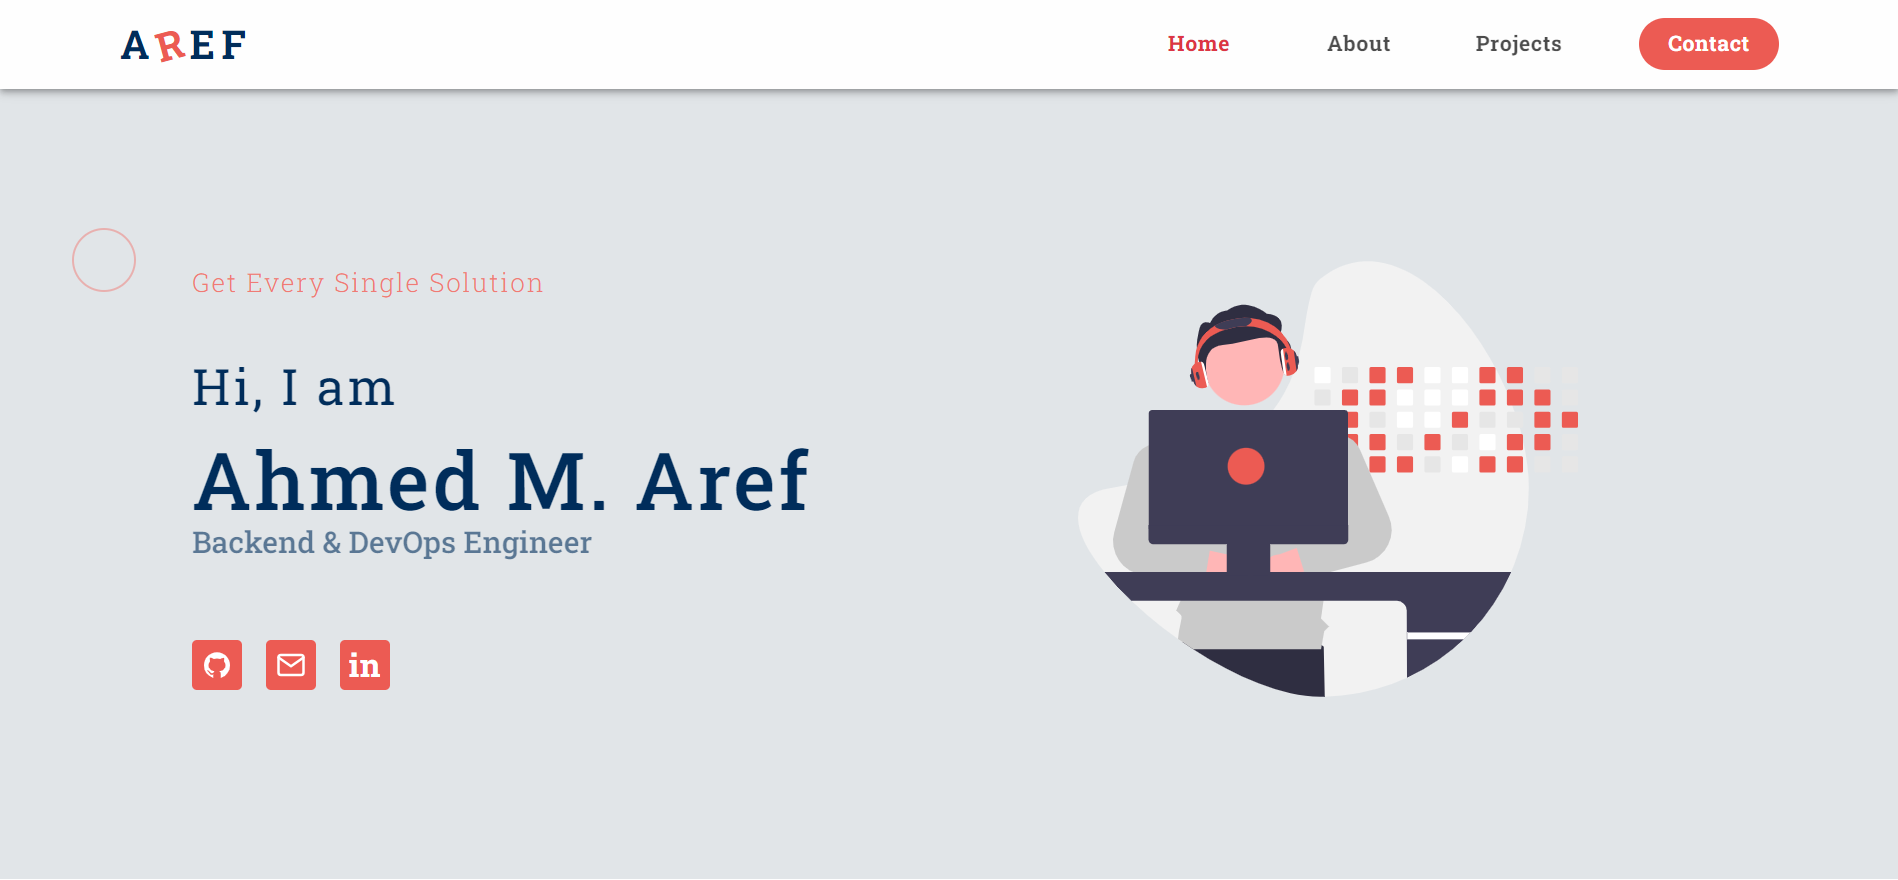 AREF
Home About Projects Contact
Get Every Single Solution
Hi, I am
Ahmed M. Aref
Backend & DevOps Engineer
in